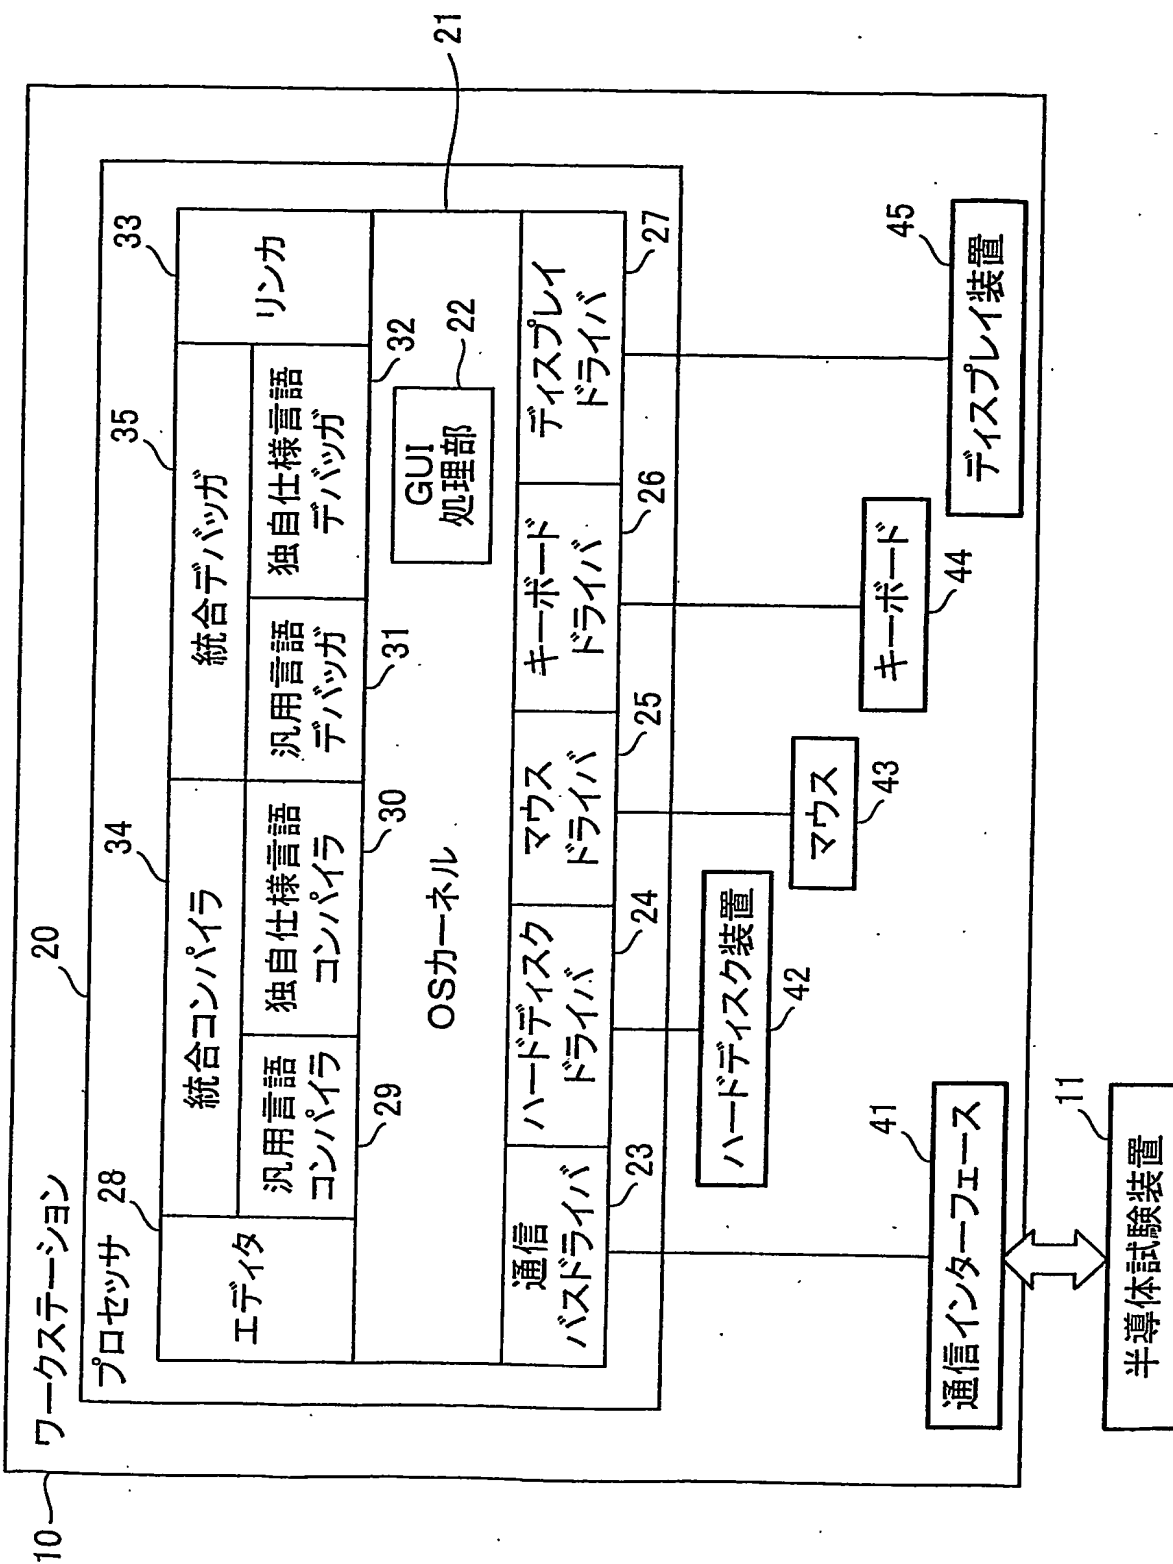 10
ワークステーション
20
プロセッサ
28
34
35
33
エディタ
統合コンパイラ
統合デバッガ
リンカ
汎用言語
コンパイラ
独自仕様言語
コンパイラ
汎用言語
デバッガ
独自仕様言語
デバッガ
29
30
31
32
OSカーネル
GUI
処理部
22
21
通信
バスドライバ
ハードディスク
ドライバ
マウス
ドライバ
キーボード
ドライバ
ディスプレイ
ドライバ
23
24
25
26
27
ハードディスク装置
42
マウス
43
キーボード
44
45
ディスプレイ装置
41
通信インターフェース
11
半導体試験装置